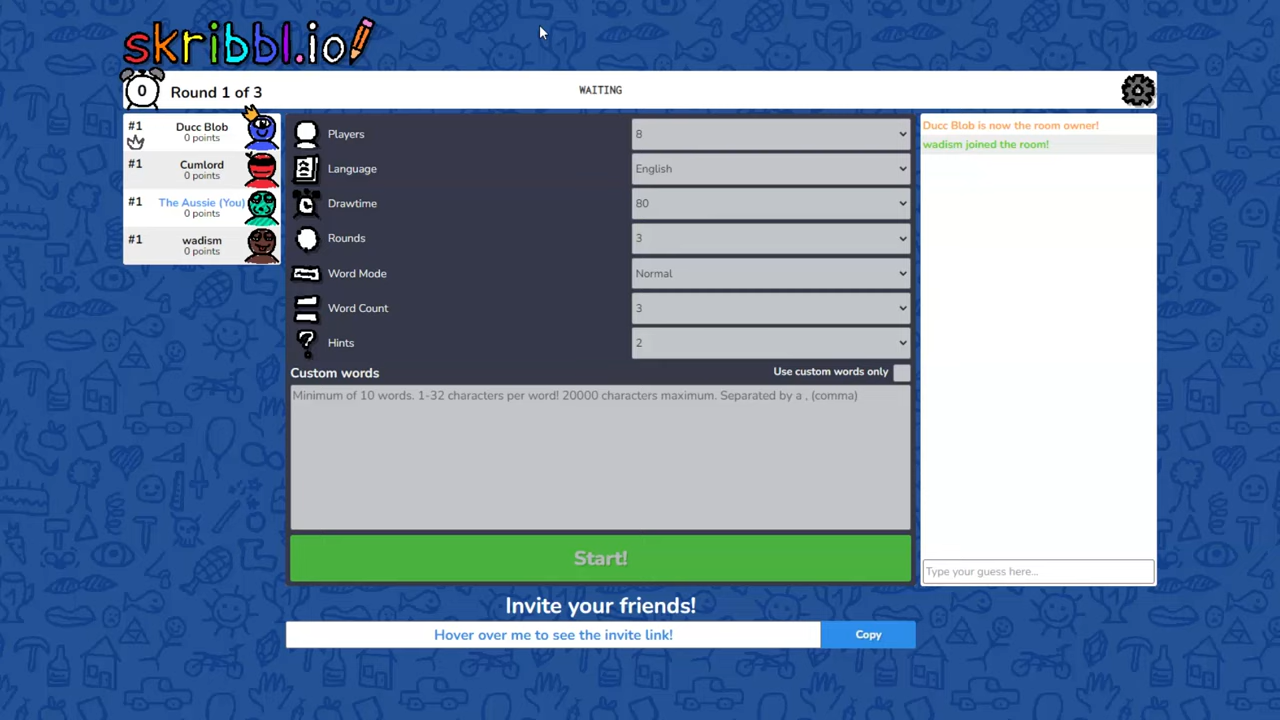 skribbl.io
0
Round 1 of 3
WAITING
#1
Ducc Blob
0 points
#1
Cumlord
0 points
#1
The Aussie (You)
0 points
#1
wadism
0 points
Players
8
Language
English
Drawtime
80
Rounds
3
Word Mode
Normal
Word Count
3
Hints
2
Custom words
Use custom words only
Minimum of 10 words. 1-32 characters per word! 20000 characters maximum. Separated by a , (comma)
Start!
Invite your friends!
Hover over me to see the invite link!
Copy
Ducc Blob is now the room owner!
wadism joined the room!
Type your guess here...